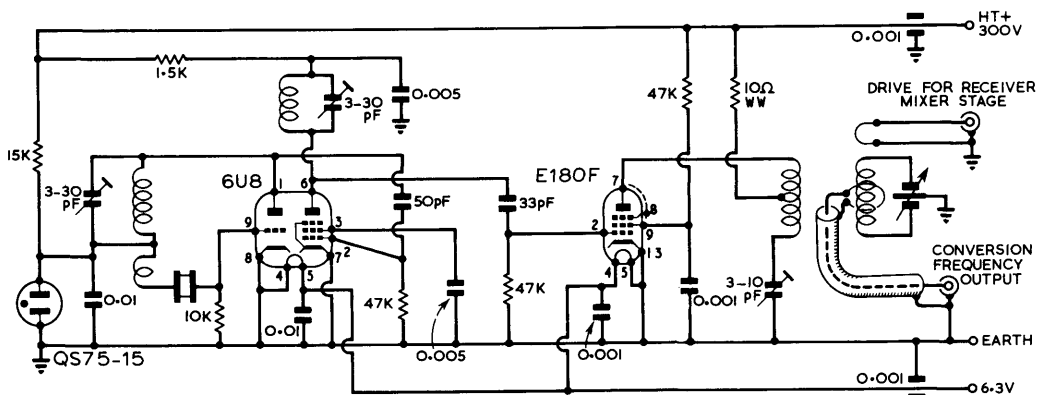 HT+
300V
0.001
1.5K
3-30
pF
0.005
47K
10Ω
WW
DRIVE FOR RECEIVER
MIXER STAGE
15K
3-30
pF
6U8
1
6
50pF
33pF
E180F
7
9
3
2
8
4
5
7
2
8
9
4
5
1 3
0.01
10K
0.01
47K
0.005
47K
0.001
0.001
3-10
pF
CONVERSION
FREQUENCY
OUTPUT
QS75-15
EARTH
0.001
6.3V